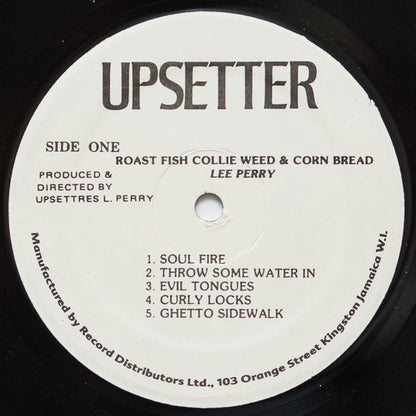 UPSETTER
SIDE ONE
ROAST FISH COLLIE WEED & CORN BREAD
LEE PERRY
PRODUCED &
DIRECTED BY
UPSETTRES L. PERRY
1. SOUL FIRE
2. THROW SOME WATER IN
3. EVIL TONGUES
4. CURLY LOCKS
5. GHETTO SIDEWALK
Manufactured by Record Distributors Ltd., 103 Orange Street Kingston Jamaica W.I.